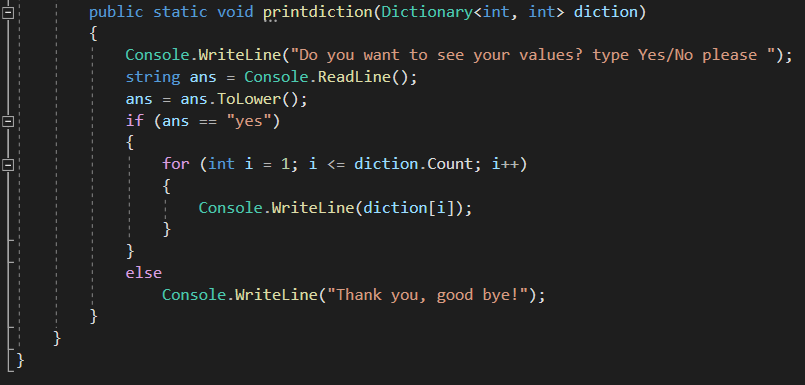 public static void printdiction(Dictionary<int, int> diction)
{
Console.WriteLine("Do you want to see your values? type Yes/No please ");
string ans = Console.ReadLine();
ans = ans.ToLower();
if (ans == "yes")
{
for (int i = 1; i <= diction.Count; i++)
{
Console.WriteLine(diction[i]);
}
}
else
Console.WriteLine("Thank you, good bye!");
}
}
}